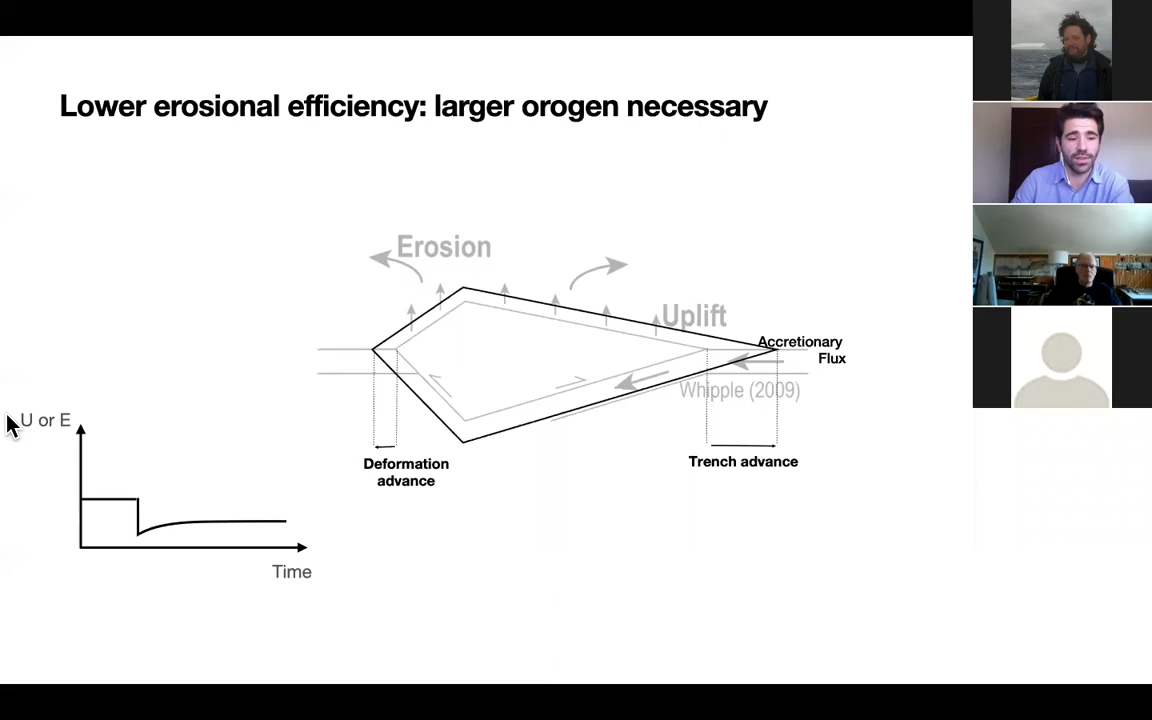 Lower erosional efficiency: larger orogen necessary
Erosion
Uplift
Accretionary
Flux
Whipple (2009)
U or E
Deformation
advance
Trench advance
Time